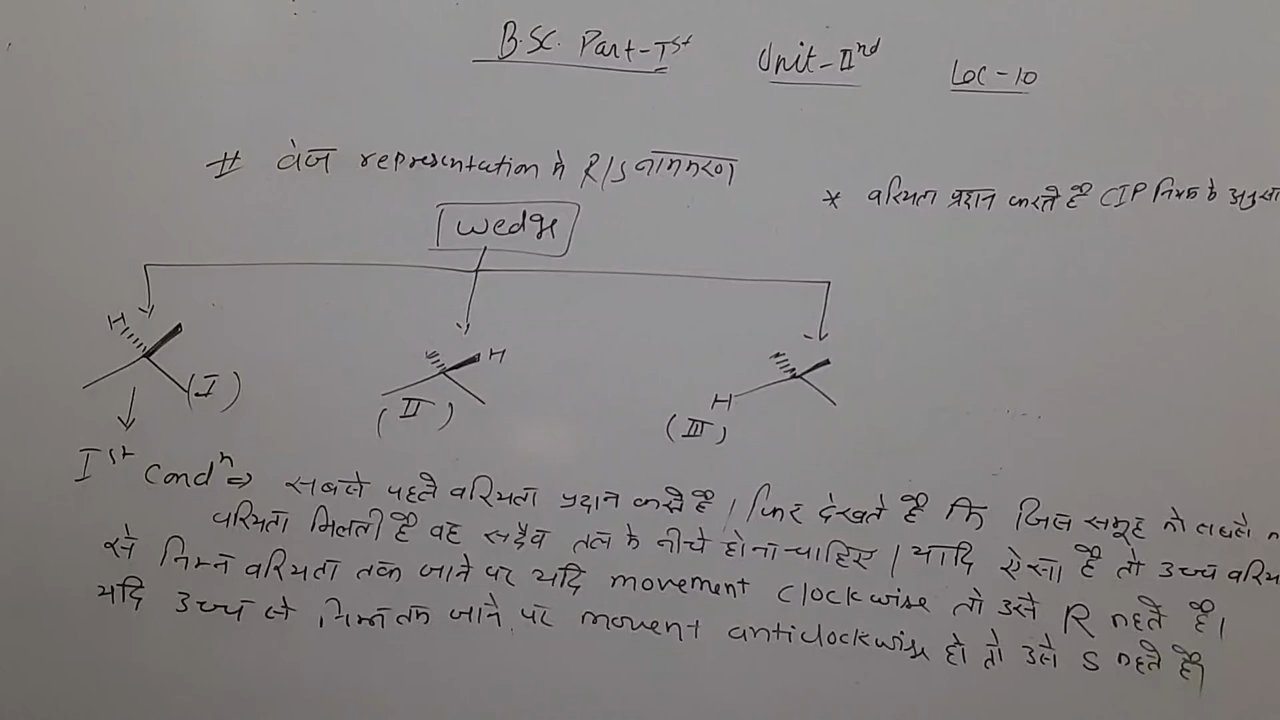 B.SC. Part-Ist Unit-IInd Lec-10
# वेज representation मे R/S नामकरण
* वरियता प्रदान करते है CIP नियम के अनुसा
wedge
H
(I)
H
(II)
H
(III)
Ist Condn ⇒ सबसे पहले वरियता प्रदान करते है। फिर देखते है कि जिस समूह को सबसे
वरियता मिलती है वह सदैव तल के नीचे होना चाहिए। यादि ऐसा है तो उच्च वरिय
से निम्न वरियता तक जाने पर यदि movement clockwise तो उसे R कहते है।
यदि उच्च से निम्न तक जाने पर movent anticlockwise हो तो उसे S कहते है।